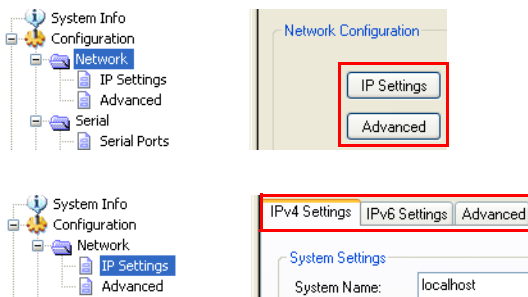 System Info
Configuration
Network
IP Settings
Advanced
Serial
Serial Ports
Network Configuration
IP Settings
Advanced
System Info
Configuration
Network
IP Settings
Advanced
IPv4 Settings IPv6 Settings Advanced
System Settings
System Name: localhost